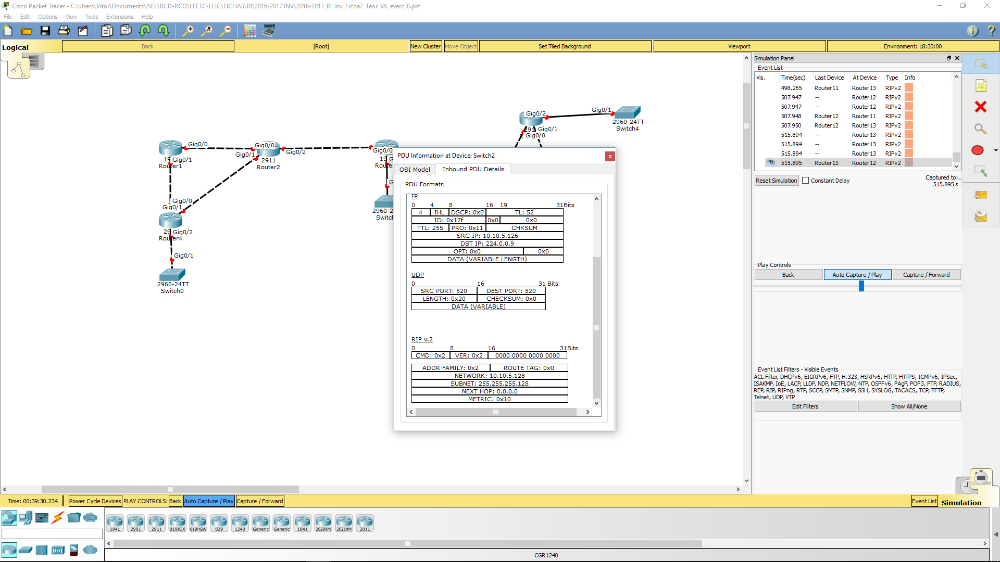 Cisco Packet Tracer - C:\Users\Vitor\Documents\ISEL\RCD-RCO\LEETC-LEIC\FICHAS\RI\2016-2017 INV\2016-2017_RI_Inv_Ficha2_Teor_VA_exerc_8.pkt
File Edit Options View Tools Extensions Help
Logical
Back
[Root]
New Cluster
Move Object
Set Tiled Background
Viewport
Environment: 18:30:00
Gig0/0
Gig0/1
Router1
Gig0/0
Gig0/1
Gig0/2
2911
Router2
Gig0/0
Gig0/1
Gig0/2
Router4
Gig0/1
2960-24TT
Switch0
Gig0/0
Gig0/2
Gig0/1
Gig0/0
Gig0/1
2960-24TT
Switch4
PDU Information at Device: Switch2
OSI Model
Inbound PDU Details
PDU Formats
IP
0 4 8 16 19 31Bits
4 IHL DSCP: 0x0 TL: 52
ID: 0x17f 0x0 0x0
TTL: 255 PRO: 0x11 CHKSUM
SRC IP: 10.10.5.126
DST IP: 224.0.0.9
OPT: 0x0 0x0
DATA (VARIABLE LENGTH)
UDP
0 16 31 Bits
SRC PORT: 520 DEST PORT: 520
LENGTH: 0x20 CHECKSUM: 0x0
DATA (VARIABLE)
RIP v.2
0 8 16 31Bits
CMD: 0x2 VER: 0x2 0000 0000 0000 0000
ADDR FAMILY: 0x2 ROUTE TAG: 0x0
NETWORK: 10.10.5.128
SUBNET: 255.255.255.128
NEXT HOP: 0.0.0.0
METRIC: 0x10
Simulation Panel
Event List
Vis. Time(sec) Last Device At Device Type Info
498.265 Router11 Router13 RIPv2
507.947 -- Router12 RIPv2
507.947 -- Router12 RIPv2
507.948 Router12 Router11 RIPv2
507.950 Router12 Router13 RIPv2
515.894 -- Router13 RIPv2
515.894 -- Router13 RIPv2
515.894 -- Router13 RIPv2
515.895 Router13 Router12 RIPv2
Reset Simulation
Constant Delay
Captured to:
515.895 s
Play Controls
Back
Auto Capture / Play
Capture / Forward
Event List Filters - Visible Events
ACL Filter, DHCPv6, EIGRPv6, FTP, H.323, HSRPv6, HTTP, HTTPS, ICMPv6, IPSec,
ISAKMP, IoE, LACP, LLDP, NDP, NETFLOW, NTP, OSPFv6, PAgP, POP3, PTP, RADIUS,
REP, RIP, RIPng, RTP, SCCP, SMTP, SNMP, SSH, SYSLOG, TACACS, TCP, TFTP,
Telnet, UDP, VTP
Edit Filters
Show All/None
Time: 00:39:30.234
Power Cycle Devices
PLAY CONTROLS:
Back
Auto Capture / Play
Capture / Forward
Event List
Simulation
1941 2901 2911 819IOX 819HGW 829 1240 Generic Generic 1841 2620XM 2621XM 2811
CGR1240